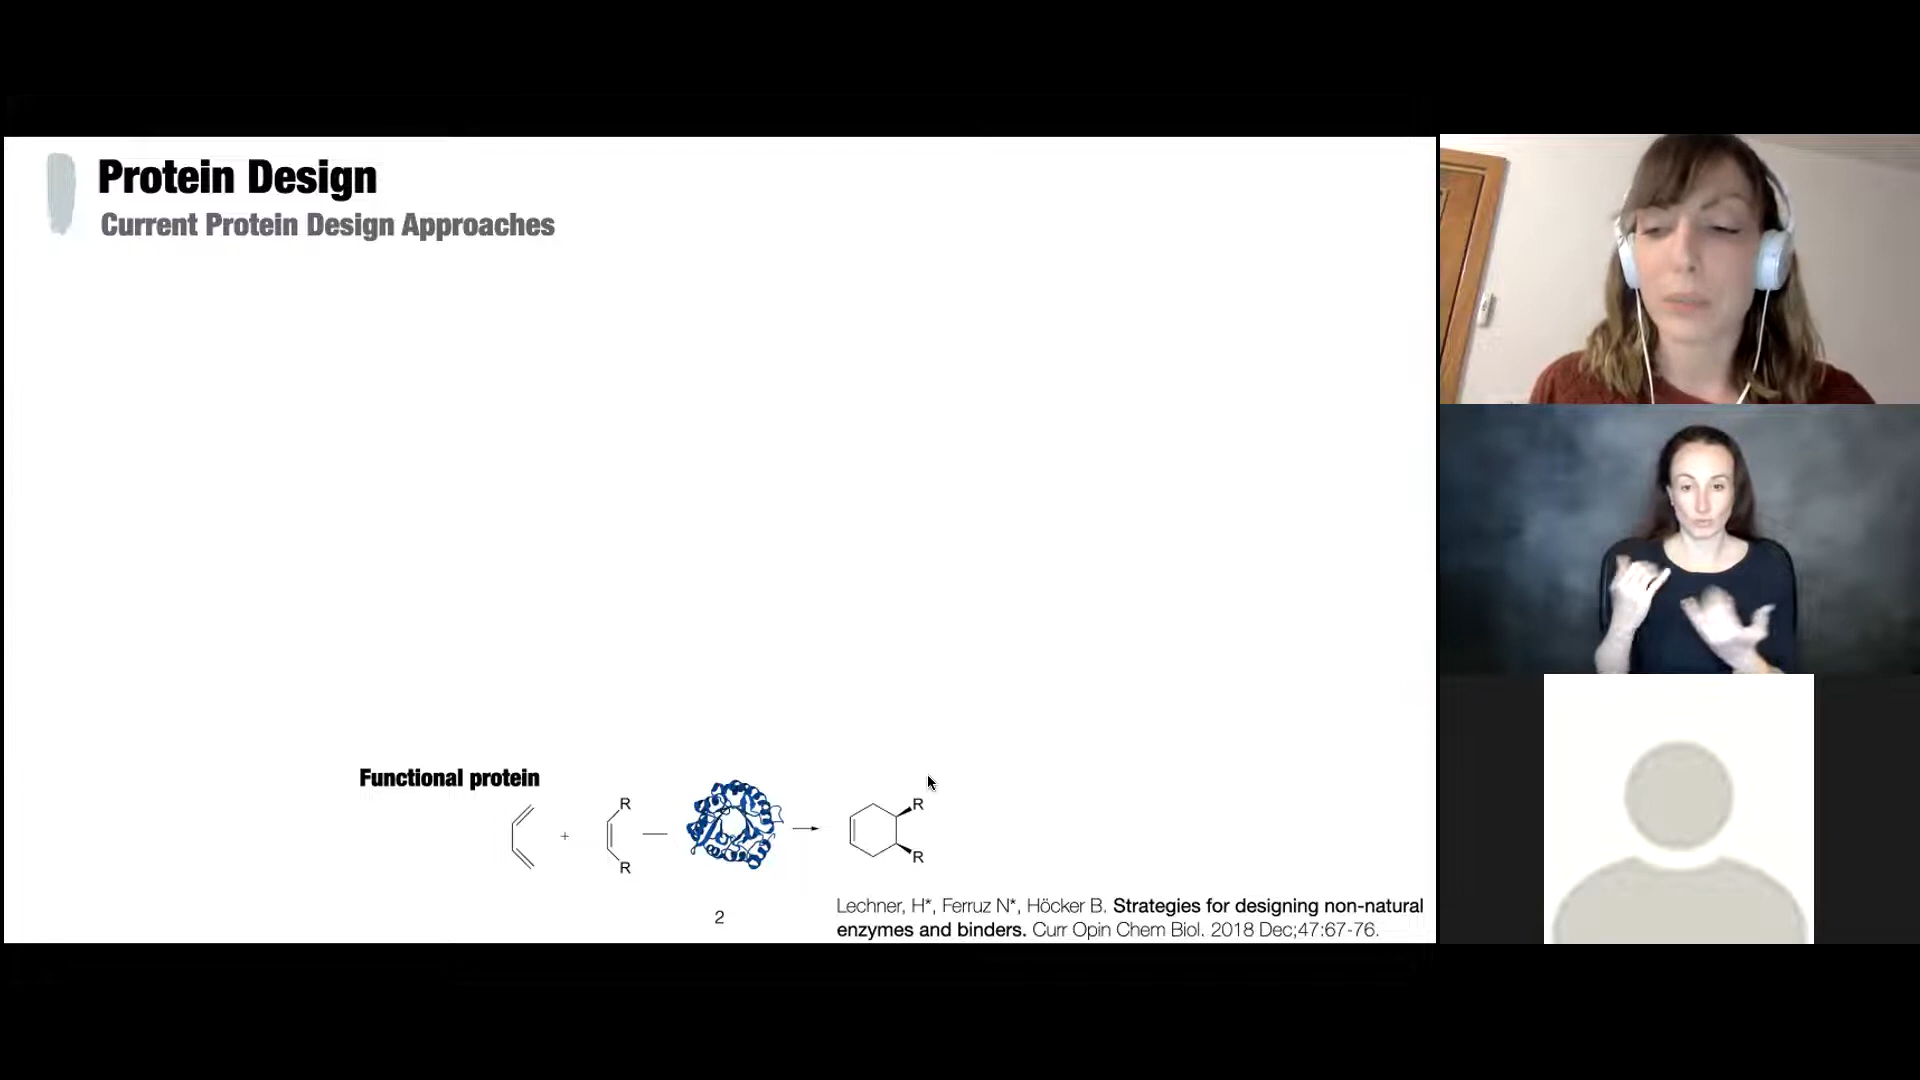 Protein Design
Current Protein Design Approaches
Functional protein
R
+
R
R
R
2
Lechner, H*, Ferruz N*, Höcker B. Strategies for designing non-natural
enzymes and binders. Curr Opin Chem Biol. 2018 Dec;47:67-76.